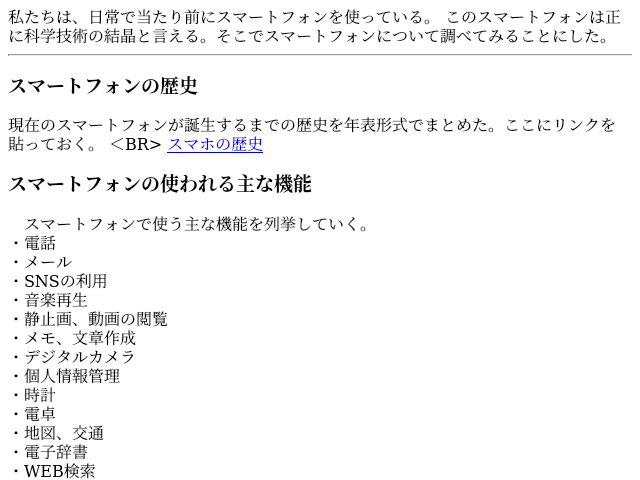 私たちは、日常で当たり前にスマートフォンを使っている。 このスマートフォンは正
に科学技術の結晶と言える。そこでスマートフォンについて調べてみることにした。
スマートフォンの歴史
現在のスマートフォンが誕生するまでの歴史を年表形式でまとめた。ここにリンクを
貼っておく。 ＜BR> スマホの歴史
スマートフォンの使われる主な機能
　スマートフォンで使う主な機能を列挙していく。
・電話
・メール
・SNSの利用
・音楽再生
・静止画、動画の閲覧
・メモ、文章作成
・デジタルカメラ
・個人情報管理
・時計
・電卓
・地図、交通
・電子辞書
・WEB検索